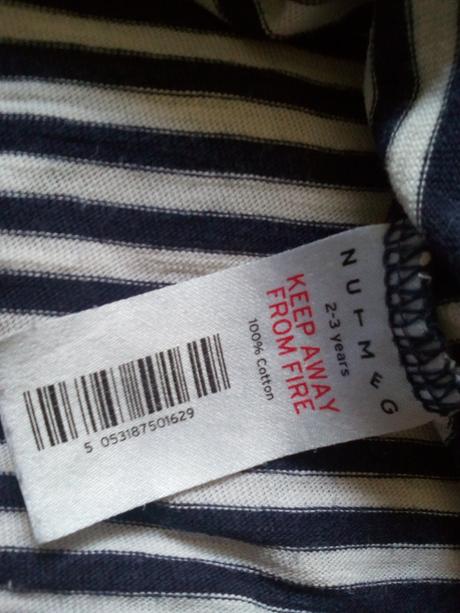 NUTMEG
2-3 years
KEEP AWAY
FROM FIRE
100% Cotton
5 053187501629